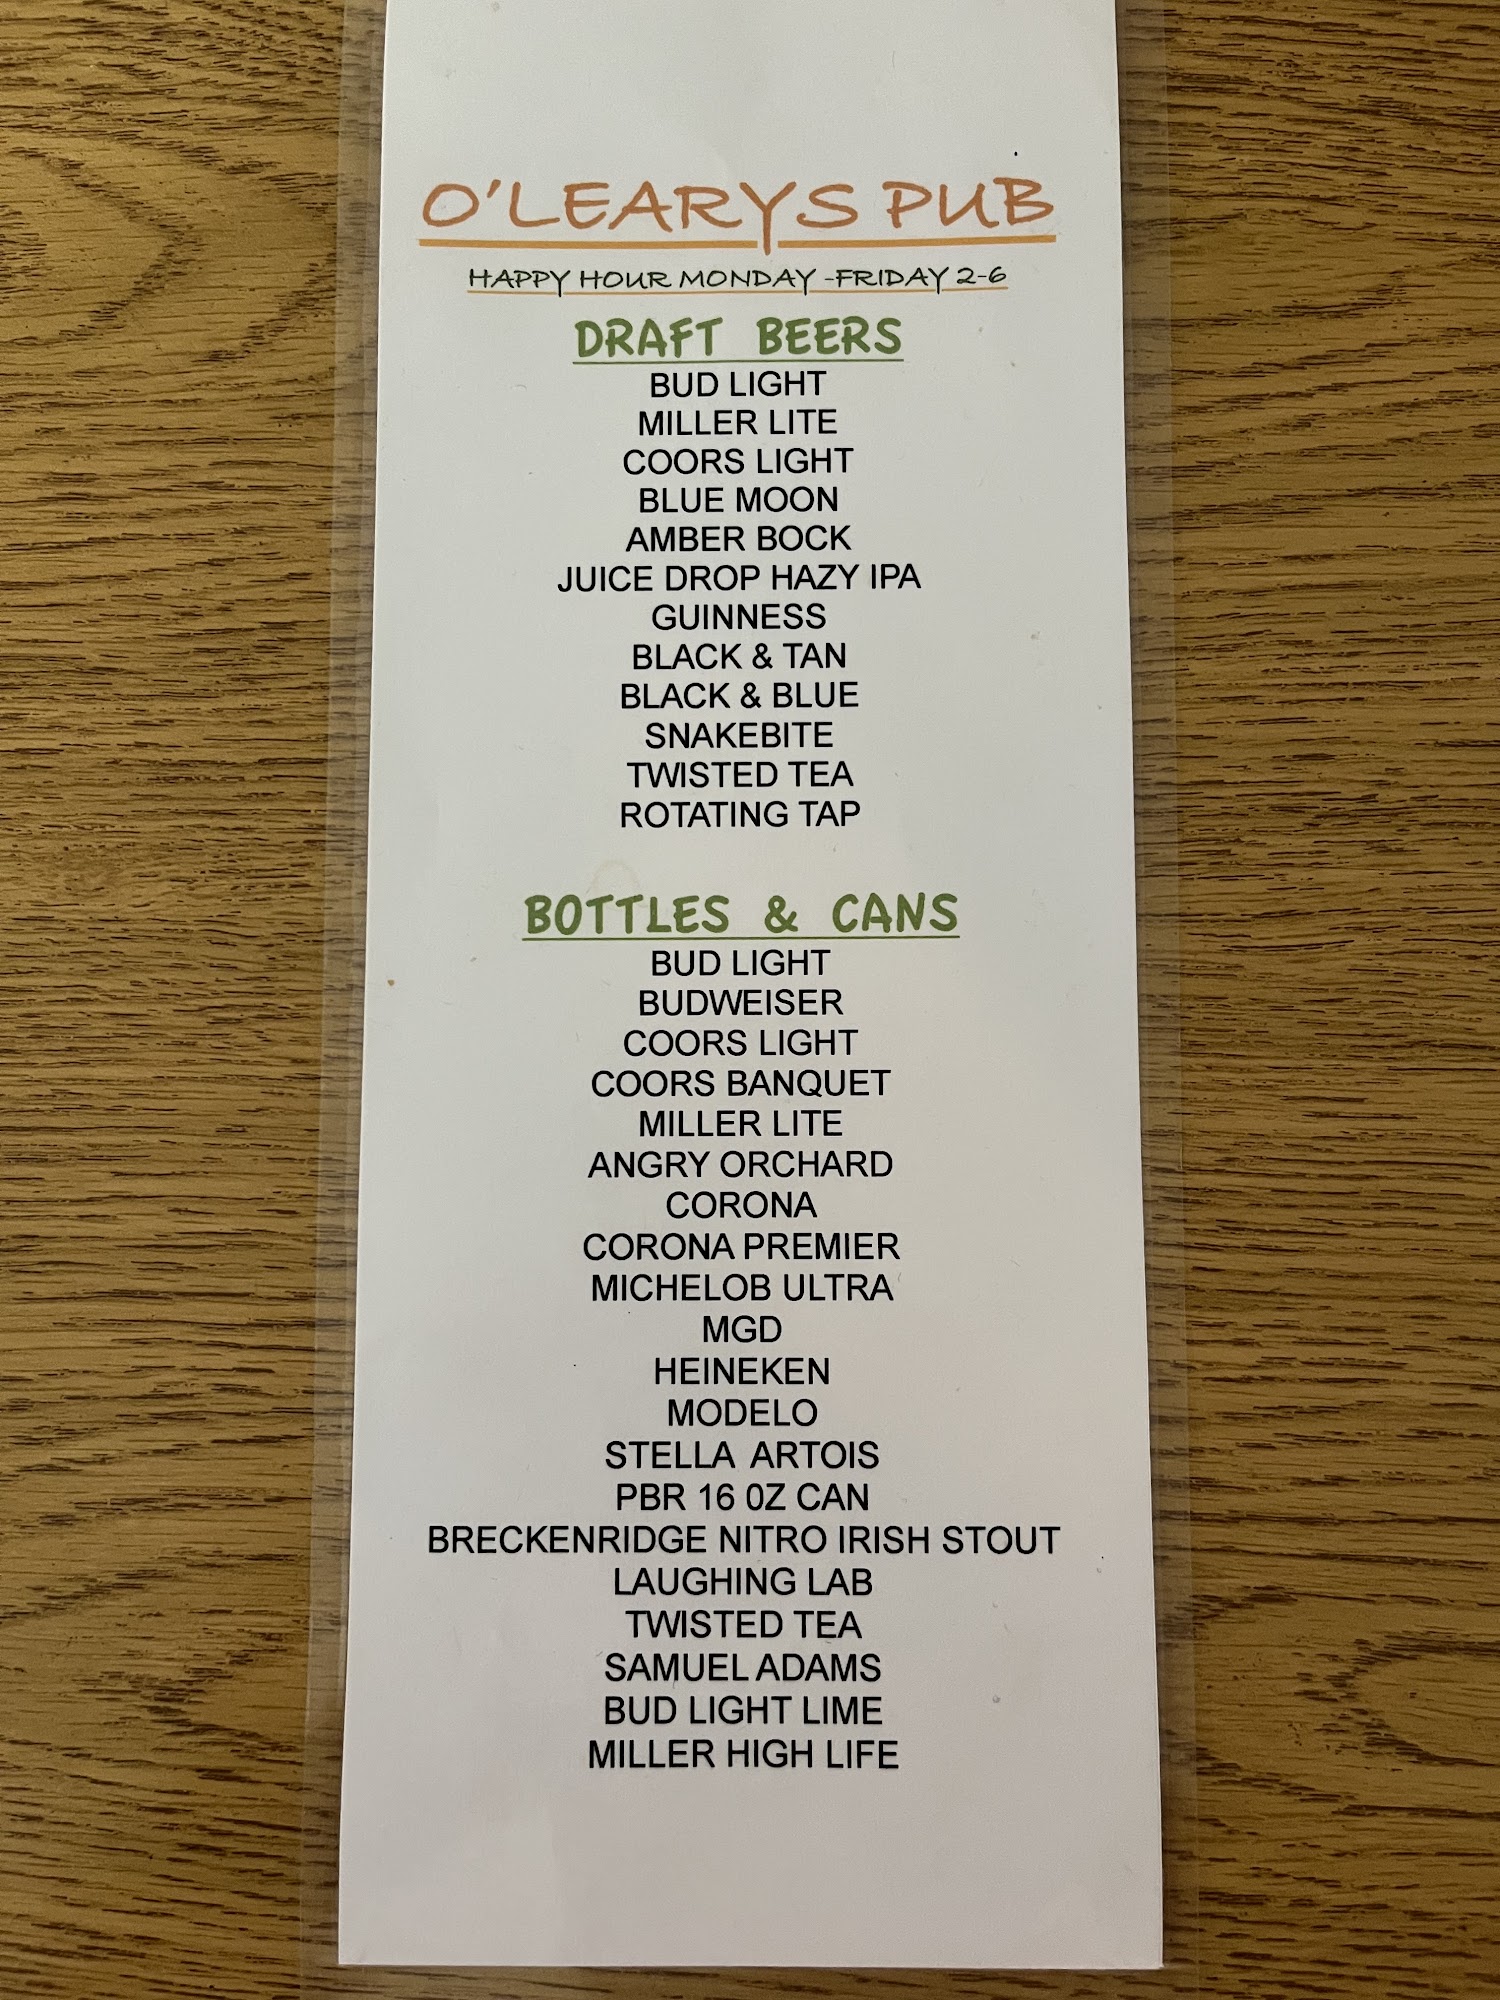 O'LEARYS PUB
HAPPY HOUR MONDAY -FRIDAY 2-6
DRAFT BEERS
BUD LIGHT
MILLER LITE
COORS LIGHT
BLUE MOON
AMBER BOCK
JUICE DROP HAZY IPA
GUINNESS
BLACK & TAN
BLACK & BLUE
SNAKEBITE
TWISTED TEA
ROTATING TAP
BOTTLES & CANS
BUD LIGHT
BUDWEISER
COORS LIGHT
COORS BANQUET
MILLER LITE
ANGRY ORCHARD
CORONA
CORONA PREMIER
MICHELOB ULTRA
MGD
HEINEKEN
MODELO
STELLA ARTOIS
PBR 16 0Z CAN
BRECKENRIDGE NITRO IRISH STOUT
LAUGHING LAB
TWISTED TEA
SAMUEL ADAMS
BUD LIGHT LIME
MILLER HIGH LIFE